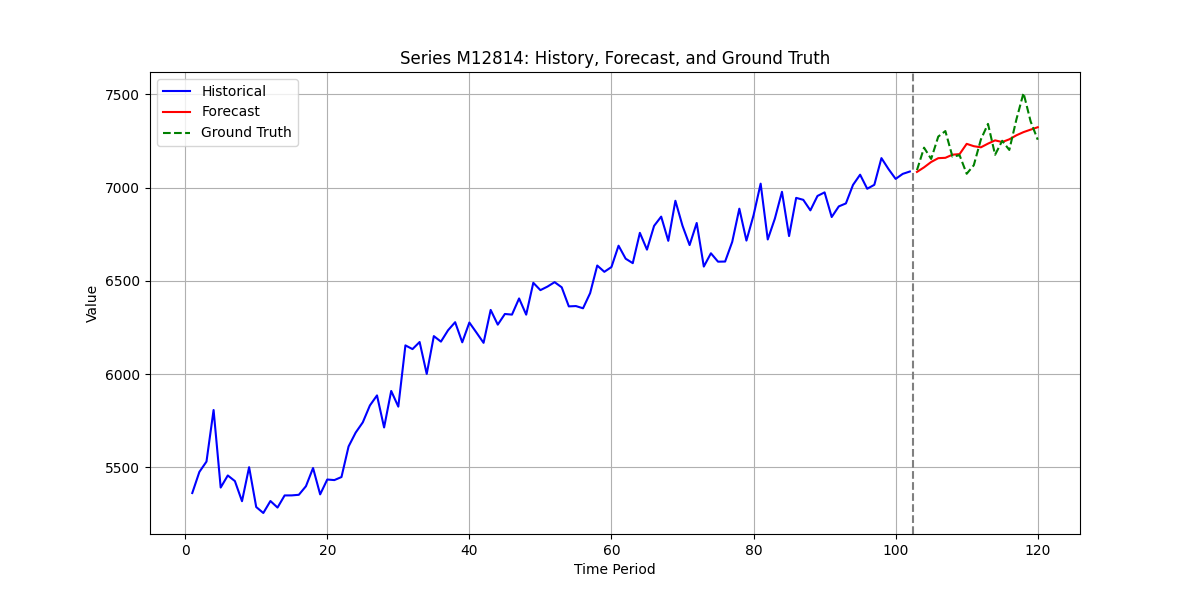 Series M12814: History, Forecast, and Ground Truth
Historical
Forecast
Ground Truth
7500
7000
6500
6000
5500
Value
0 20 40 60 80 100 120
Time Period